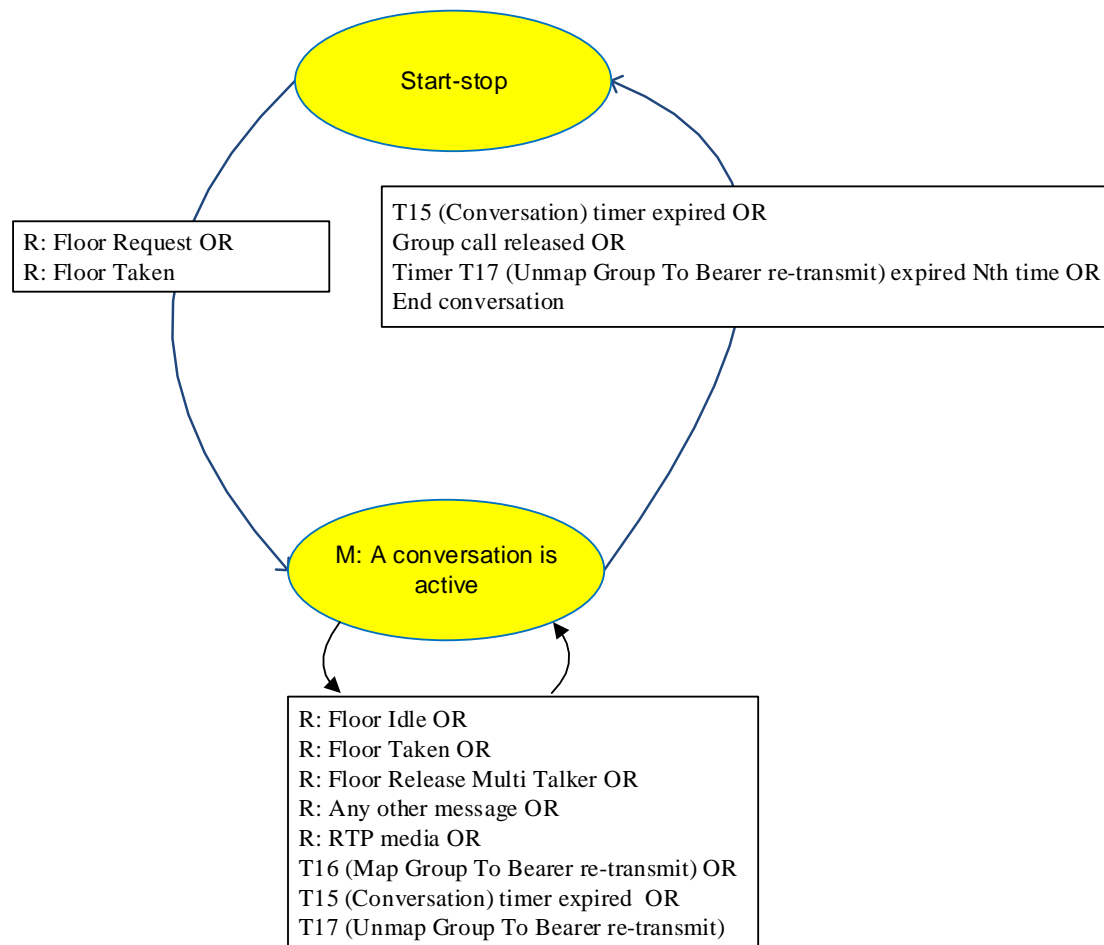 Start-stop
R: Floor Request OR
R: Floor Taken
T15 (Conversation) timer expired OR
Group call released OR
Timer T17 (Unmap Group To Bearer re-transmit) expired Nth time OR
End conversation
M: A conversation is
active
R: Floor Idle OR
R: Floor Taken OR
R: Floor Release Multi Talker OR
R: Any other message OR
R: RTP media OR
T16 (Map Group To Bearer re-transmit) OR
T15 (Conversation) timer expired  OR
T17 (Unmap Group To Bearer re-transmit)